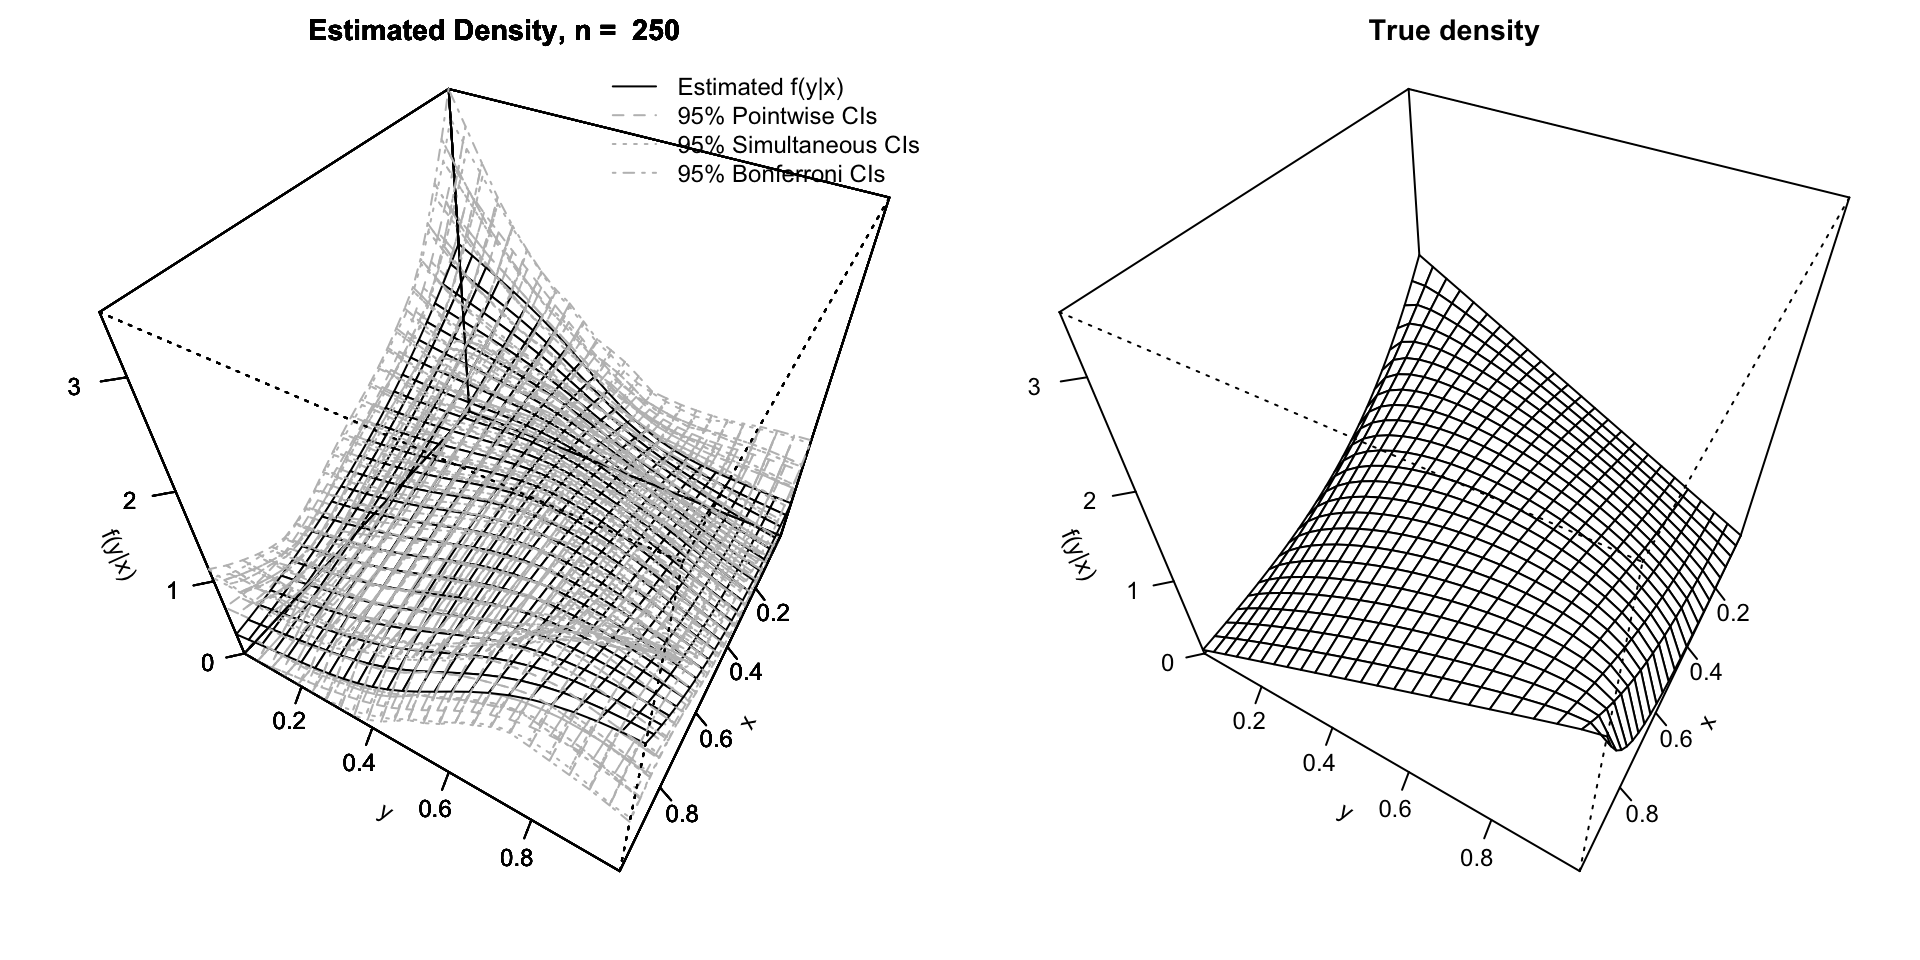 Estimated Density, n =  250
Estimated f(y|x)
95% Pointwise CIs
95% Simultaneous CIs
95% Bonferroni CIs
3
2
1
0
f(y|x)
0.2
0.4
0.6
0.8
y
0.2
0.4
0.6
0.8
x
True density
3
2
1
0
f(y|x)
0.2
0.4
0.6
0.8
y
0.2
0.4
0.6
0.8
x